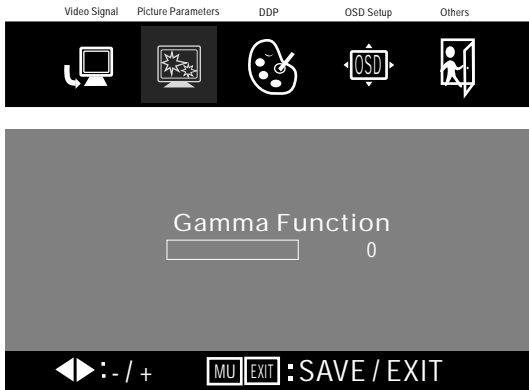 Video Signal Picture Parameters DDP OSD Setup Others
OSD
Gamma Function
0
:- / + MU EXIT :SAVE / EXIT